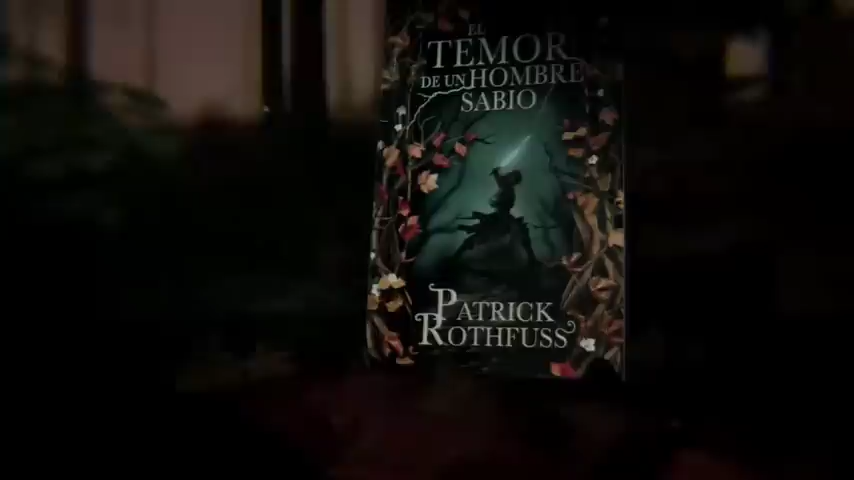 EL
TEMOR
DE UN HOMBRE
SABIO
PATRICK
ROTHFUSS